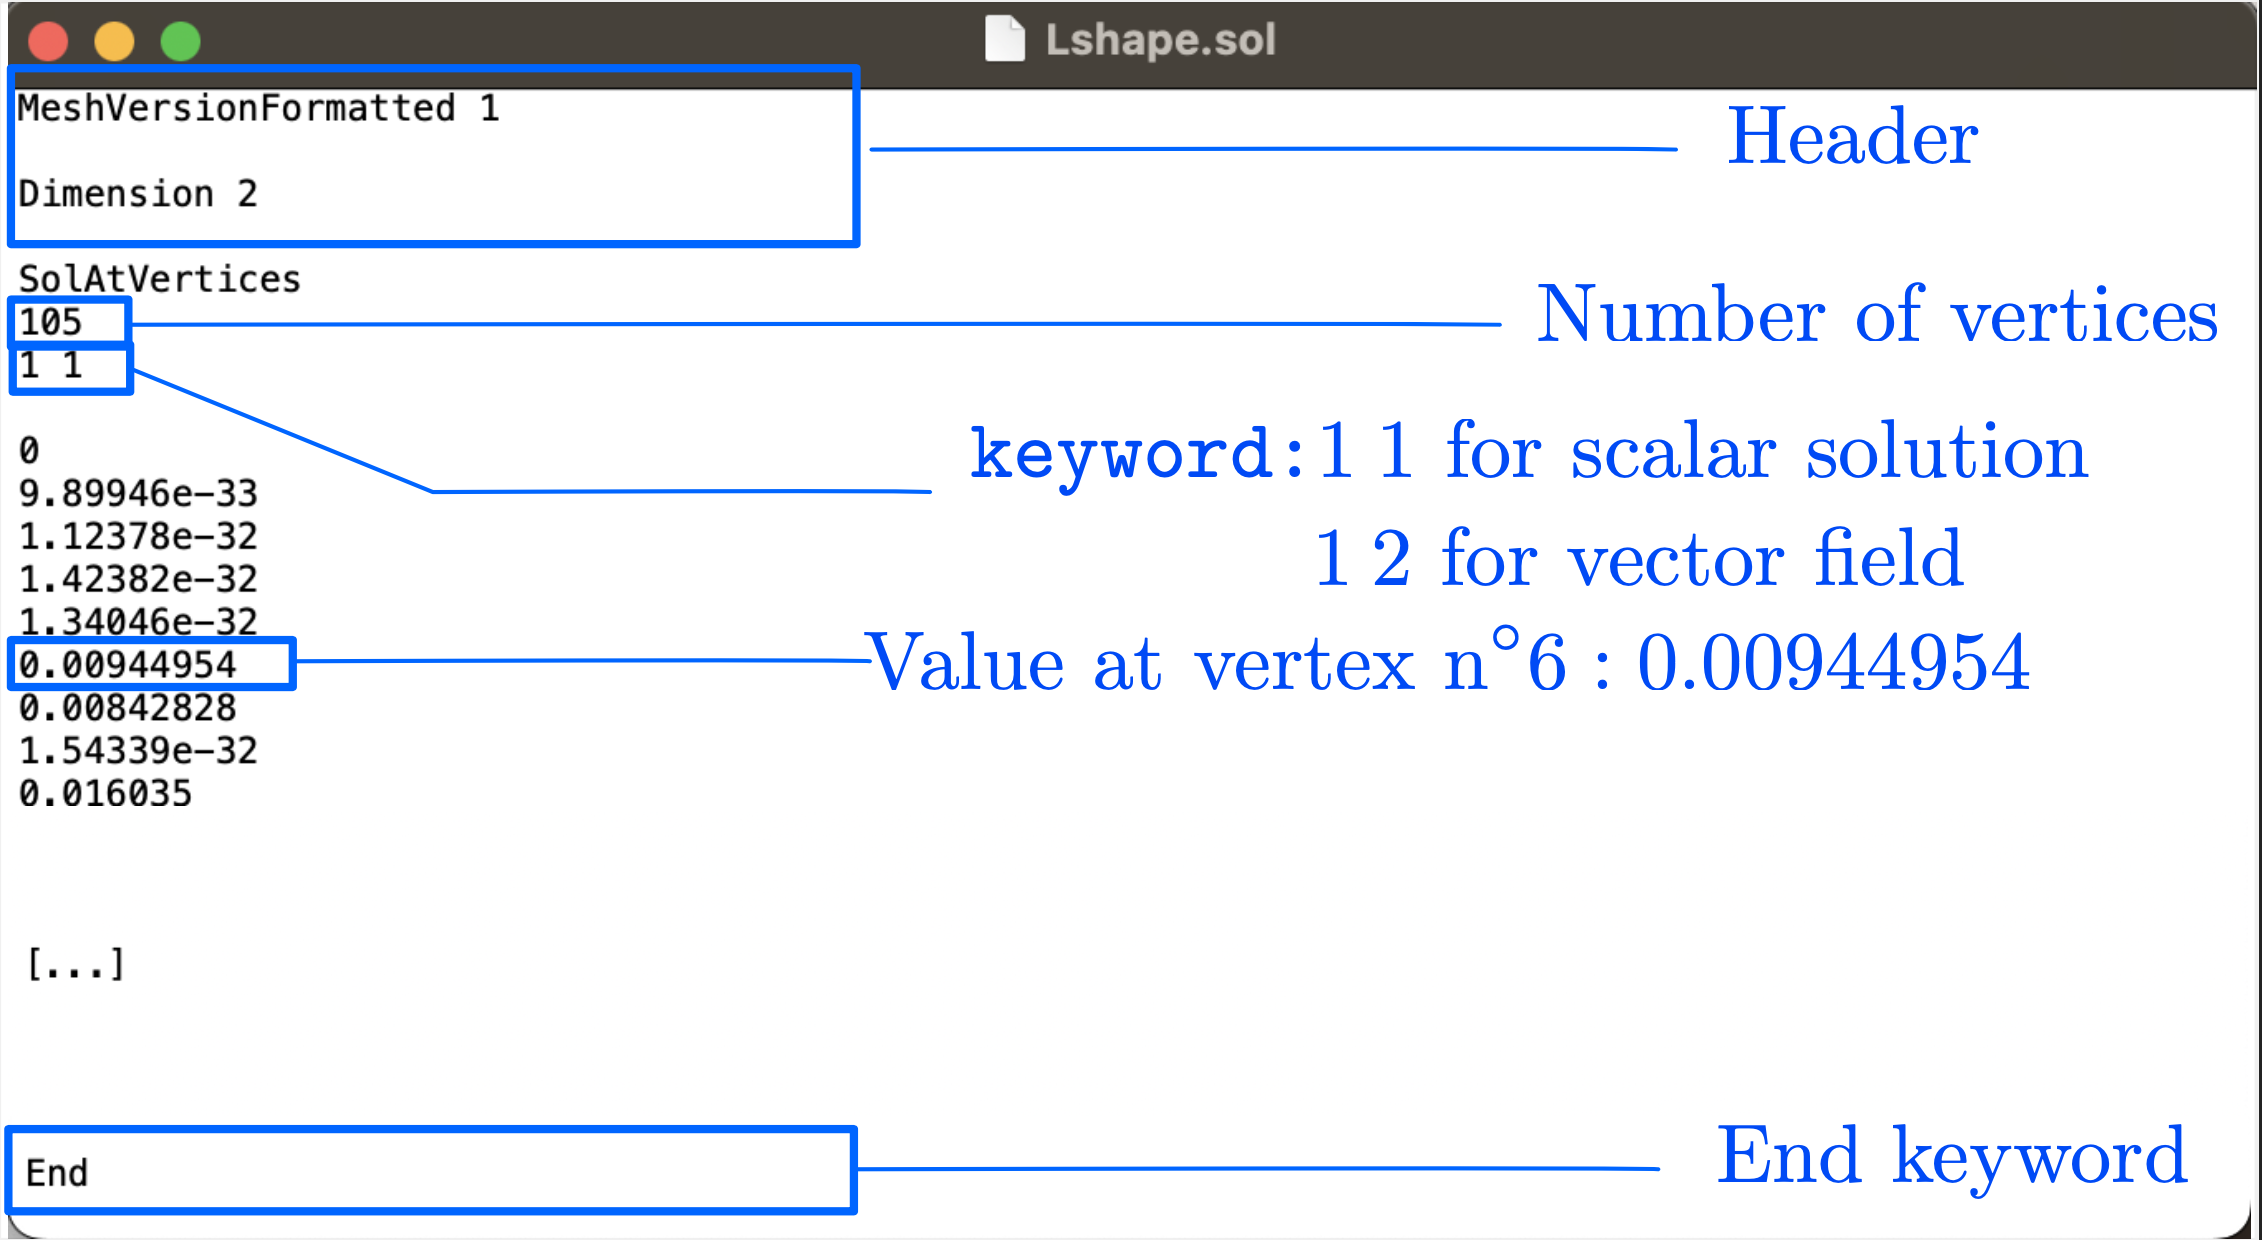 Lshape.sol
MeshVersionFormatted 1
Header
Dimension 2
SolAtVertices
105
Number of vertices
1 1
keyword:1 1 for scalar solution
1 2 for vector field
0
9.89946e-33
1.12378e-32
1.42382e-32
1.34046e-32
0.00944954
Value at vertex n°6 : 0.00944954
0.00842828
1.54339e-32
0.016035
[...]
End
End keyword